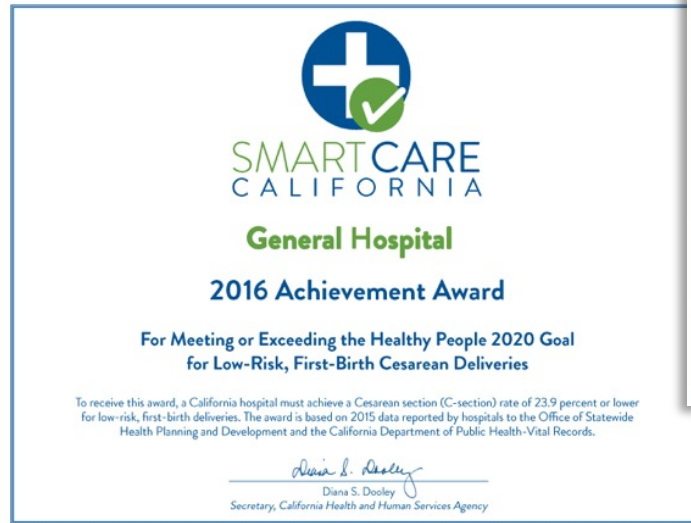 SMART CARE
CALIFORNIA
General Hospital
2016 Achievement Award
For Meeting or Exceeding the Healthy People 2020 Goal
for Low-Risk, First-Birth Cesarean Deliveries
To receive this award, a California hospital must achieve a Cesarean section (C-section) rate of 23.9 percent or lower
for low-risk, first-birth deliveries. The award is based on 2015 data reported by hospitals to the Office of Statewide
Health Planning and Development and the California Department of Public Health-Vital Records.
Diana S. Dooley
Diana S. Dooley
Secretary, California Health and Human Services Agency